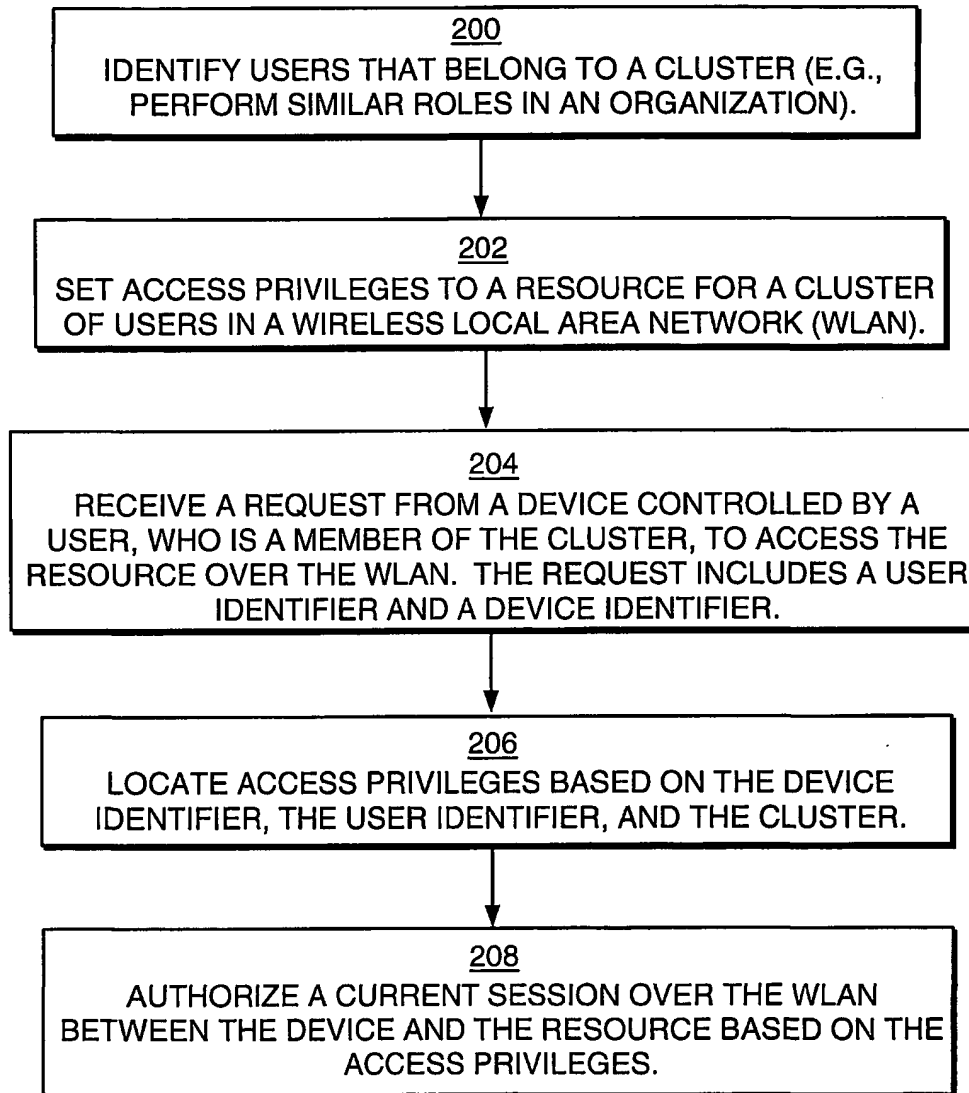 200
IDENTIFY USERS THAT BELONG TO A CLUSTER (E.G.,
PERFORM SIMILAR ROLES IN AN ORGANIZATION).
202
SET ACCESS PRIVILEGES TO A RESOURCE FOR A CLUSTER
OF USERS IN A WIRELESS LOCAL AREA NETWORK (WLAN).
204
RECEIVE A REQUEST FROM A DEVICE CONTROLLED BY A
USER, WHO IS A MEMBER OF THE CLUSTER, TO ACCESS THE
RESOURCE OVER THE WLAN. THE REQUEST INCLUDES A USER
IDENTIFIER AND A DEVICE IDENTIFIER.
206
LOCATE ACCESS PRIVILEGES BASED ON THE DEVICE
IDENTIFIER, THE USER IDENTIFIER, AND THE CLUSTER.
208
AUTHORIZE A CURRENT SESSION OVER THE WLAN
BETWEEN THE DEVICE AND THE RESOURCE BASED ON THE
ACCESS PRIVILEGES.